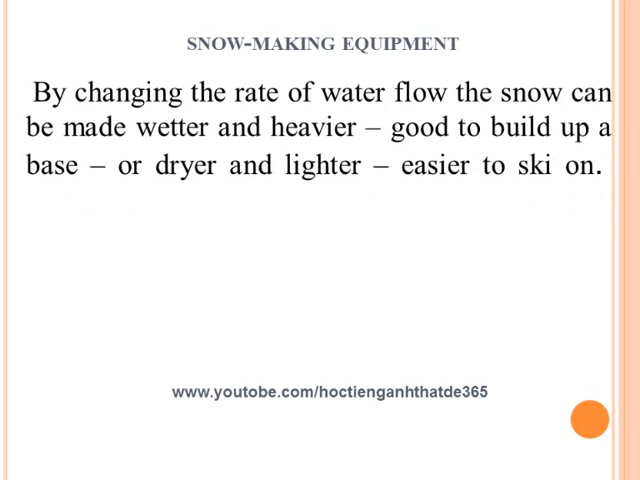 SNOW-MAKING EQUIPMENT
By changing the rate of water flow the snow can
be made wetter and heavier – good to build up a
base – or dryer and lighter – easier to ski on.
www.youtobe.com/hoctienganhthatde365